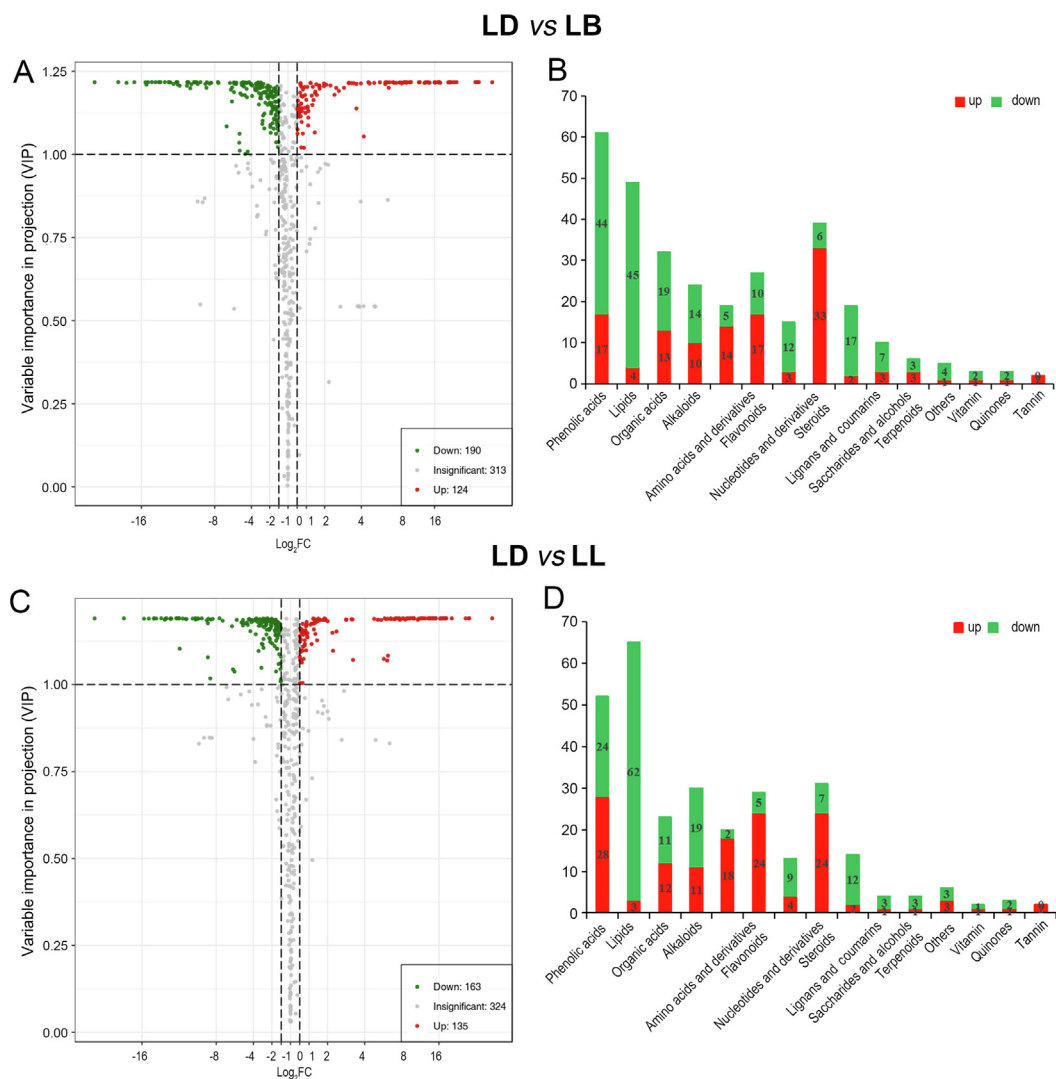 LD vs LB
A
1.25
1.00
0.75
0.50
0.25
0.00
Variable importance in projection (VIP)
Down: 190
Insignificant: 313
Up: 124
-16 -8 -4 -2 -1 0 1 2 4 8 16
Log2FC
B
70
60
50
40
30
20
10
0
up down
44 45 19 14 5 10 12 6 17 7 3 4 2 2 0
17 4 13 10 14 17 3 33 2 3 3 1 1 1 2
Phenolic acids
Lipids
Organic acids
Alkaloids
Amino acids and derivatives
Flavonoids
Nucleotides and derivatives
Steroids
Lignans and coumarins
Saccharides and alcohols
Terpenoids
Others
Vitamin
Quinones
Tannin
LD vs LL
C
1.00
0.75
0.50
0.25
0.00
Variable importance in projection (VIP)
Down: 163
Insignificant: 324
Up: 135
-16 -8 -4 -2 -1 0 1 2 4 8 16
Log2FC
D
70
60
50
40
30
20
10
0
up down
24 62 11 19 2 5 9 7 12 3 3 3 1 2 0
28 3 12 11 18 24 4 24 2 1 1 3 1 1 2
Phenolic acids
Lipids
Organic acids
Alkaloids
Amino acids and derivatives
Flavonoids
Nucleotides and derivatives
Steroids
Lignans and coumarins
Saccharides and alcohols
Terpenoids
Others
Vitamin
Quinones
Tannin